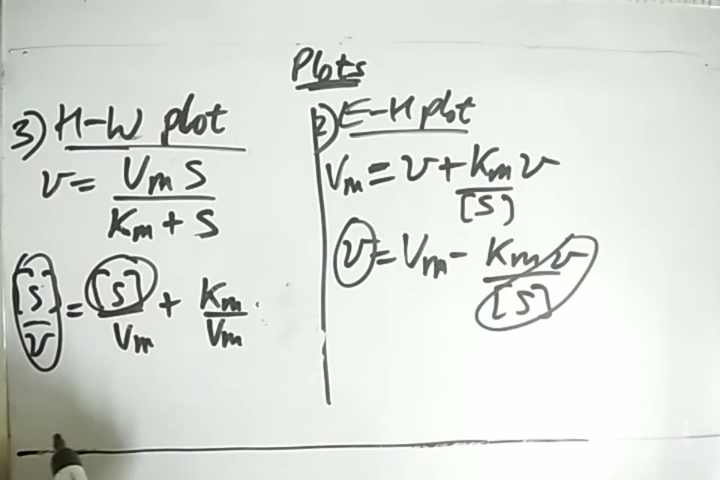 Plots
3) H-W plot
v = Vm S / Km + S
[S]/v = [S]/Vm + Km/Vm .
2) E-H plot
Vm = v + Km v / [S]
v = Vm - Km v / [S]